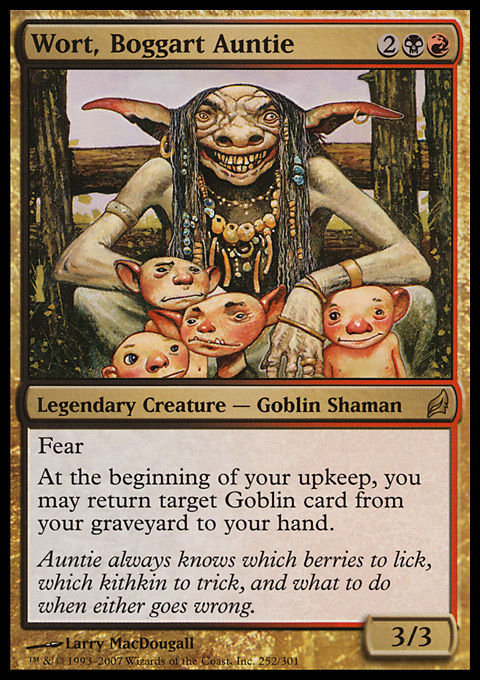 Wort, Boggart Auntie 2
Legendary Creature — Goblin Shaman
Fear
At the beginning of your upkeep, you
may return target Goblin card from
your graveyard to your hand.
Auntie always knows which berries to lick,
which kithkin to trick, and what to do
when either goes wrong.
Larry MacDougall
3/3
™ & © 1993–2007 Wizards of the Coast, Inc. 252/301